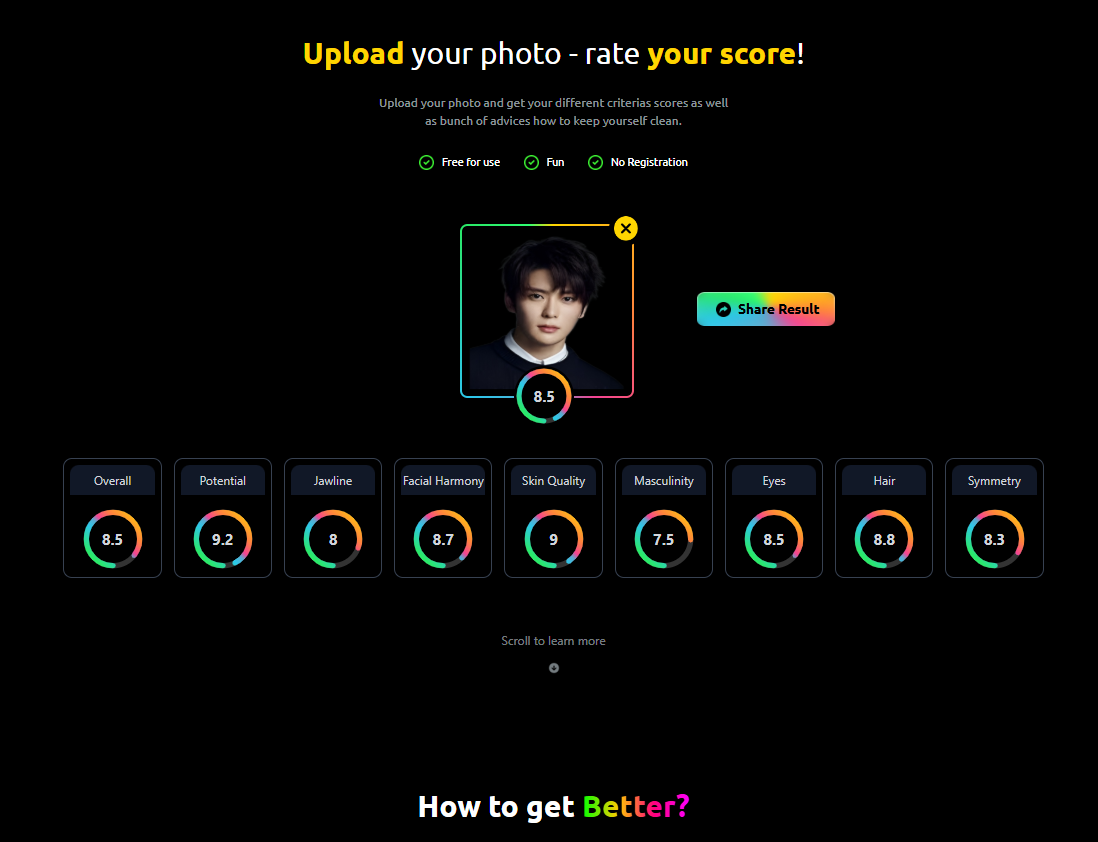 Upload your photo - rate your score!
Upload your photo and get your different criterias scores as well
as bunch of advices how to keep yourself clean.
Free for use Fun No Registration
Share Result
8.5
Overall Potential Jawline Facial Harmony Skin Quality Masculinity Eyes Hair Symmetry
8.5 9.2 8 8.7 9 7.5 8.5 8.8 8.3
Scroll to learn more
How to get Better?